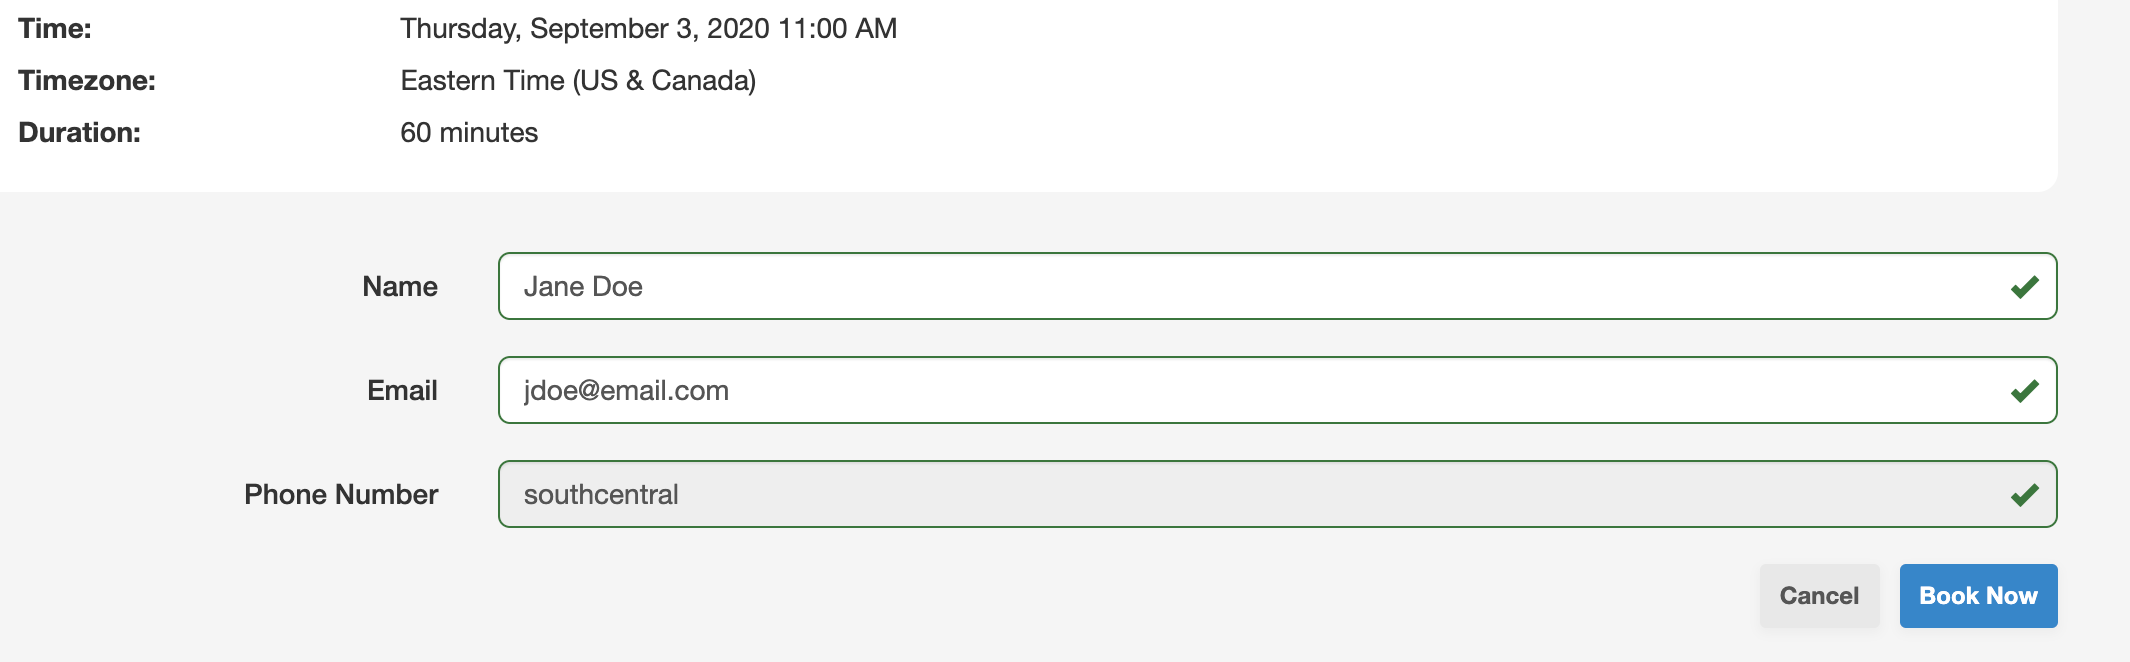 Time: Thursday, September 3, 2020 11:00 AM
Timezone: Eastern Time (US & Canada)
Duration: 60 minutes
Name Jane Doe
Email jdoe@email.com
Phone Number southcentral
Cancel Book Now